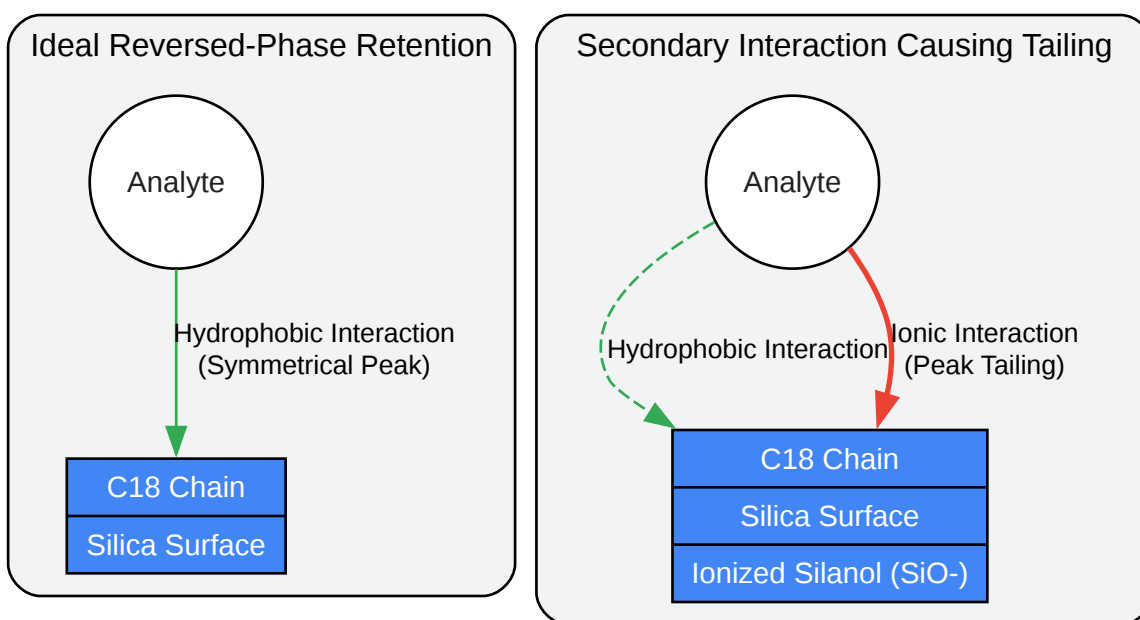 Ideal Reversed-Phase Retention
Analyte
Hydrophobic Interaction
(Symmetrical Peak)
C18 Chain
Silica Surface
Secondary Interaction Causing Tailing
Analyte
Hydrophobic Interaction
Ionic Interaction
(Peak Tailing)
C18 Chain
Silica Surface
Ionized Silanol (SiO-)